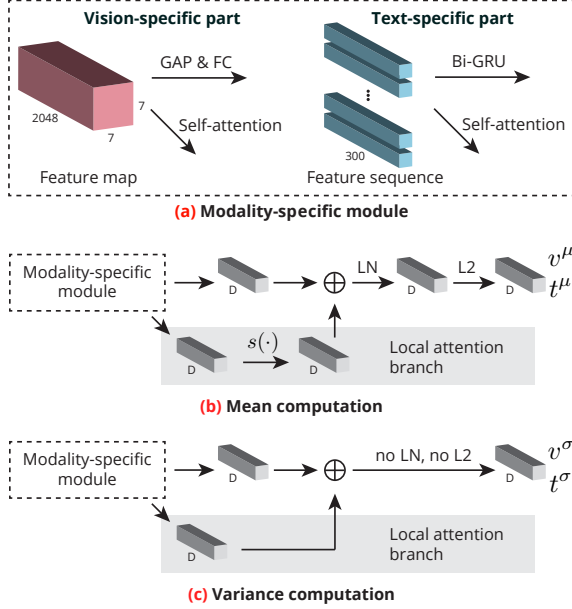 Vision-specific part
Text-specific part
GAP & FC
Bi-GRU
2048
7
7
Self-attention
300
Self-attention
Feature map
Feature sequence
(a) Modality-specific module
Modality-specific module
D
LN
D
L2
D
v^μ
t^μ
D
s(·)
D
Local attention branch
(b) Mean computation
Modality-specific module
D
no LN, no L2
D
v^σ
t^σ
D
Local attention branch
(c) Variance computation